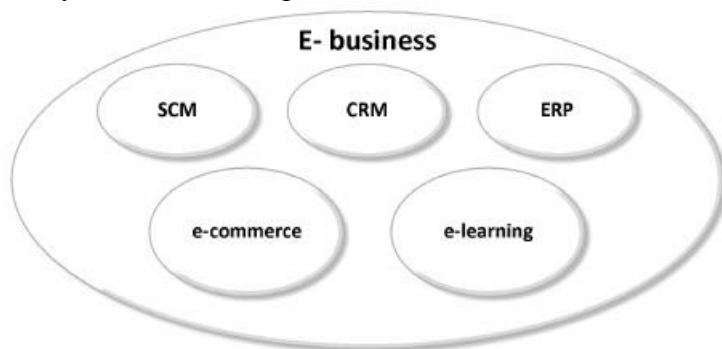 E- business
SCM
CRM
ERP
e-commerce
e-learning